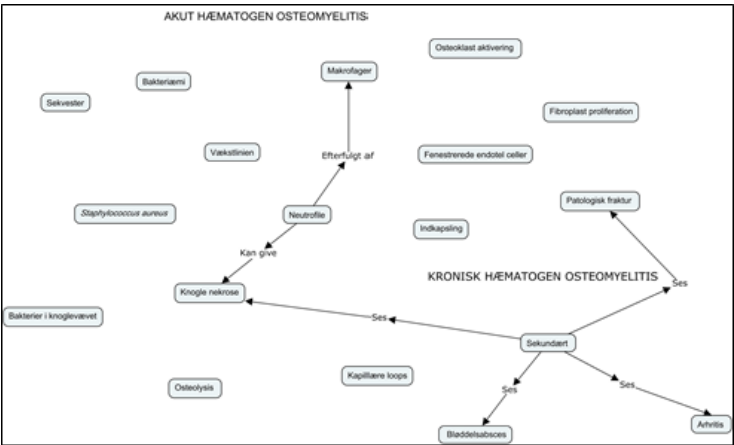 AKUT HÆMATOGEN OSTEOMYELITIS:
Osteoklast aktivering
Makrofager
Bakteriæmi
Sekvester
Fibroplast proliferation
Vækstlinien
Efterfulgt af
Fenestrerede endotel celler
Patologisk fraktur
Staphylococcus aureus
Neutrofile
Indkapsling
Kan give
KRONISK HÆMATOGEN OSTEOMYELITIS
Ses
Knogle nekrose
Bakterier i knoglevævet
Ses
Sekundært
Kapillære loops
Osteolysis
Ses
Ses
Arhritis
Bløddelsabsces